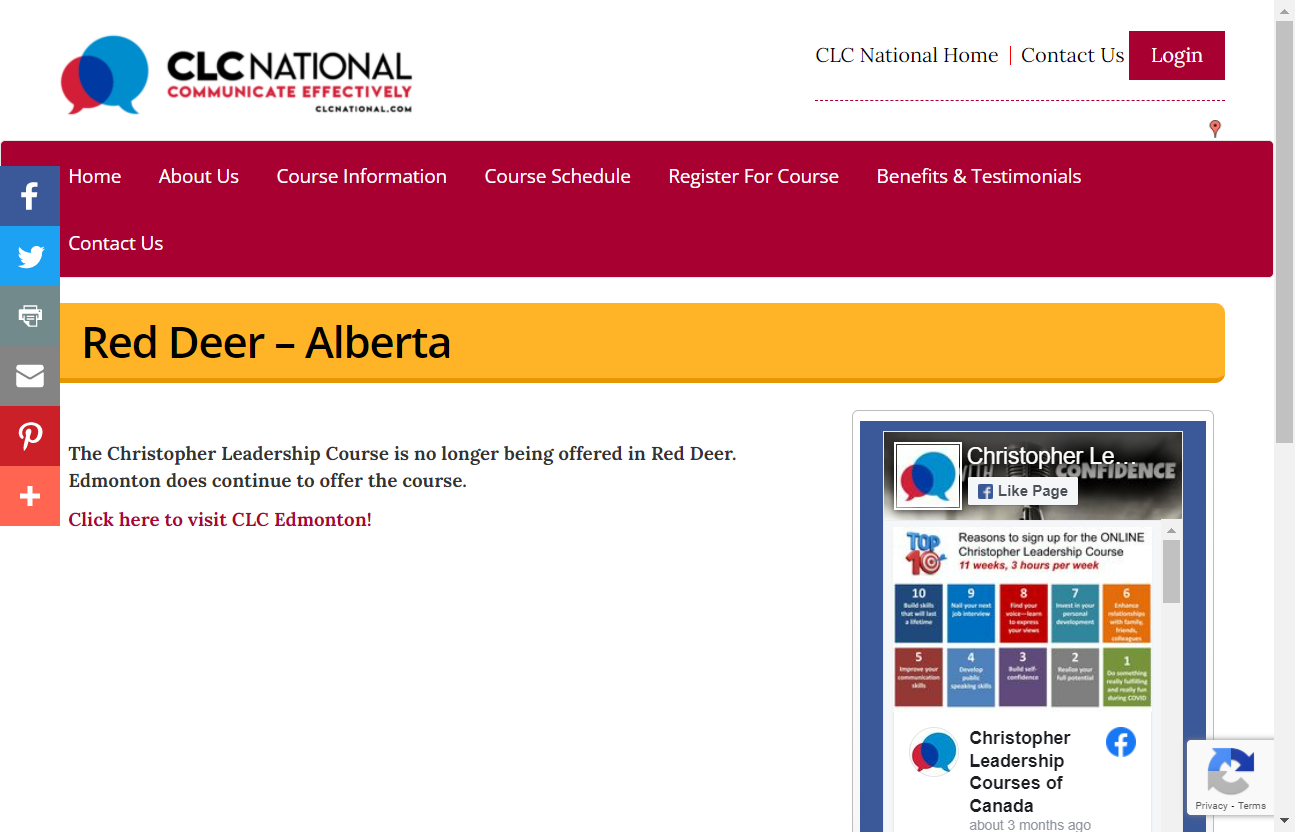 CLC NATIONAL
COMMUNICATE EFFECTIVELY
CLCNATIONAL.COM
CLC National Home
Contact Us
Login
Home
About Us
Course Information
Course Schedule
Register For Course
Benefits & Testimonials
Contact Us
Red Deer – Alberta
The Christopher Leadership Course is no longer being offered in Red Deer.
Edmonton does continue to offer the course.
Click here to visit CLC Edmonton!
Christopher Le...
WITH CONFIDENCE
Like Page
TOP 10
Reasons to sign up for the ONLINE
Christopher Leadership Course
11 weeks, 3 hours per week
10
Build skills
that will last
a lifetime
9
Nail your next
job interview
8
Find your
voice—learn
to express
your views
7
Invest in your
personal
development
6
Enhance
relationships
with family,
friends,
colleagues
5
Improve your
communication
skills
4
Develop
public
speaking skills
3
Build self-
confidence
2
Realize your
full potential
1
Do something
really fulfilling
and really fun
during COVID
Christopher
Leadership
Courses of
Canada
about 3 months ago
Privacy - Terms